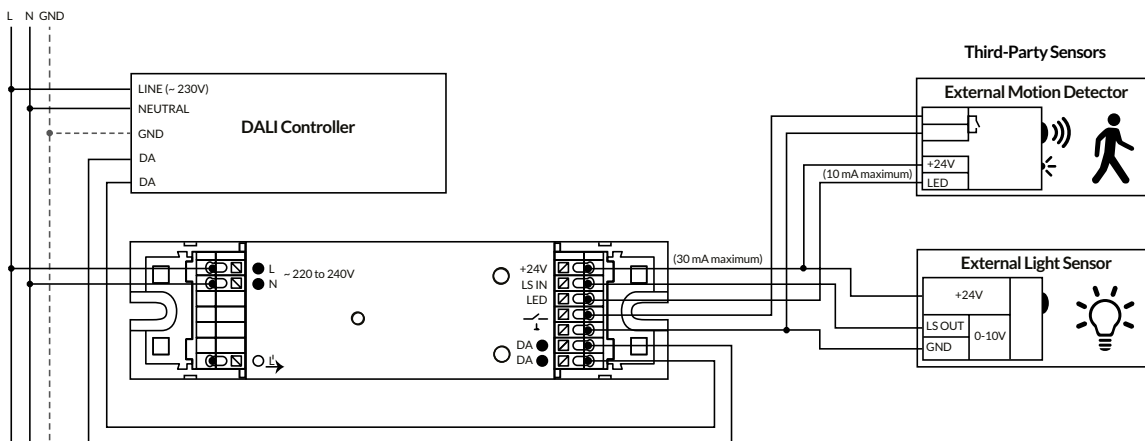 L N GND
LINE (~ 230V)
NEUTRAL
GND
DA
DA
DALI Controller
Third-Party Sensors
External Motion Detector
+24V
LED
(10 mA maximum)
L
N
~ 220 to 240V
L'
+24V
LS IN
LED
DA
DA
(30 mA maximum)
External Light Sensor
+24V
LS OUT
GND
0-10V